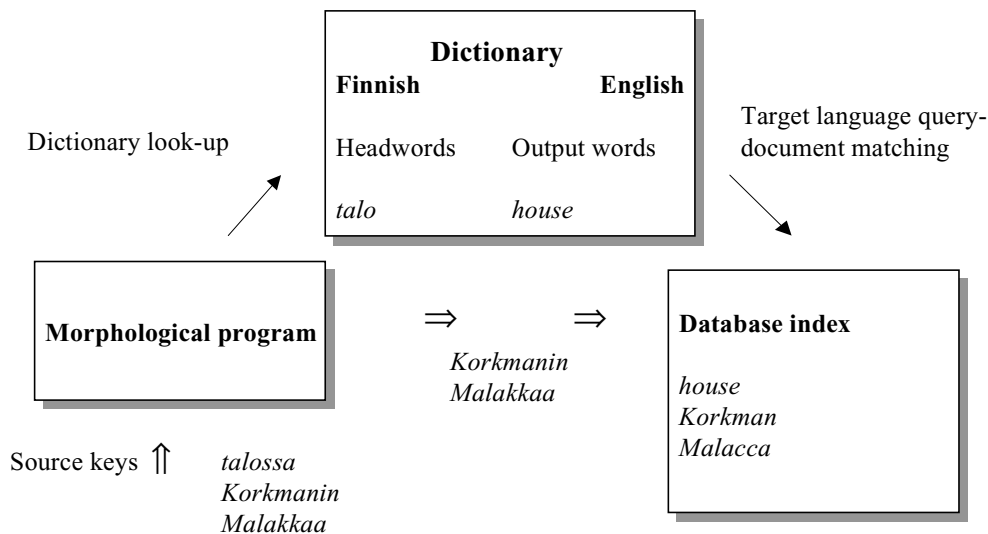 Dictionary
Finnish English
Headwords Output words
talo house
Dictionary look-up
Target language query-
document matching
Morphological program
⇒ ⇒
Korkmanin
Malakkaa
Database index
house
Korkman
Malacca
Source keys ⇑ talossa
Korkmanin
Malakkaa